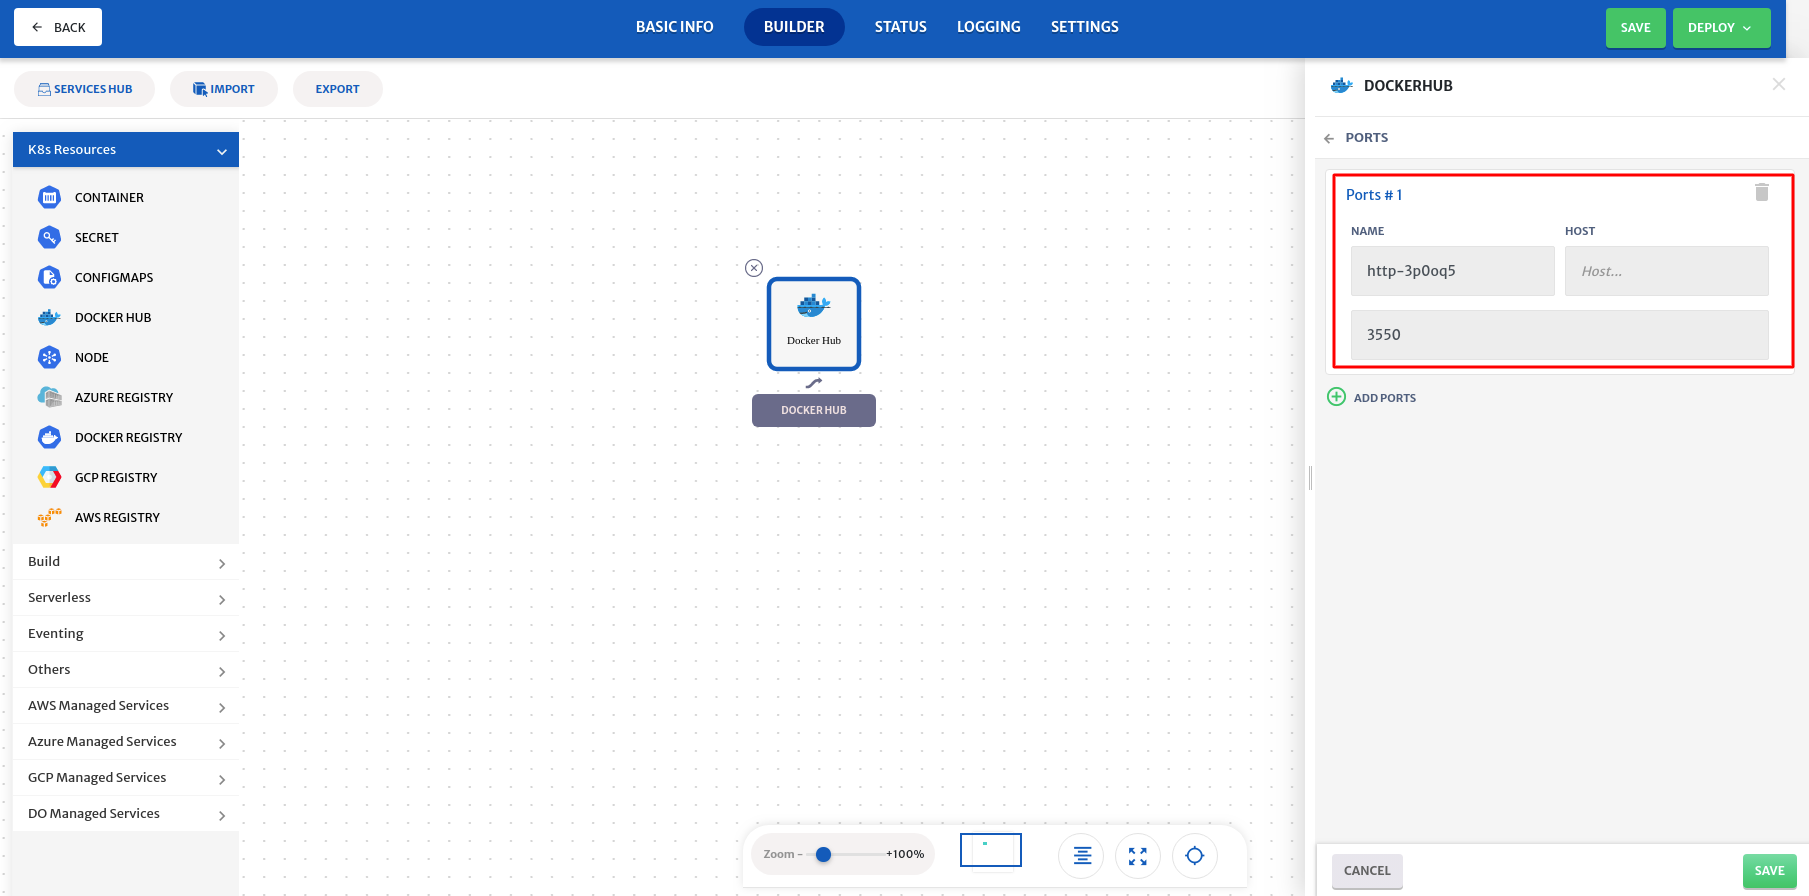 BACK
BASIC INFO
BUILDER
STATUS
LOGGING
SETTINGS
SAVE
DEPLOY
SERVICES HUB
IMPORT
EXPORT
K8s Resources
CONTAINER
SECRET
CONFIGMAPS
DOCKER HUB
NODE
AZURE REGISTRY
DOCKER REGISTRY
GCP REGISTRY
AWS REGISTRY
Build
Serverless
Eventing
Others
AWS Managed Services
Azure Managed Services
GCP Managed Services
DO Managed Services
Docker Hub
DOCKER HUB
Zoom - +100%
DOCKERHUB
PORTS
Ports # 1
NAME
HOST
http-3p0oq5
Host...
3550
ADD PORTS
CANCEL
SAVE